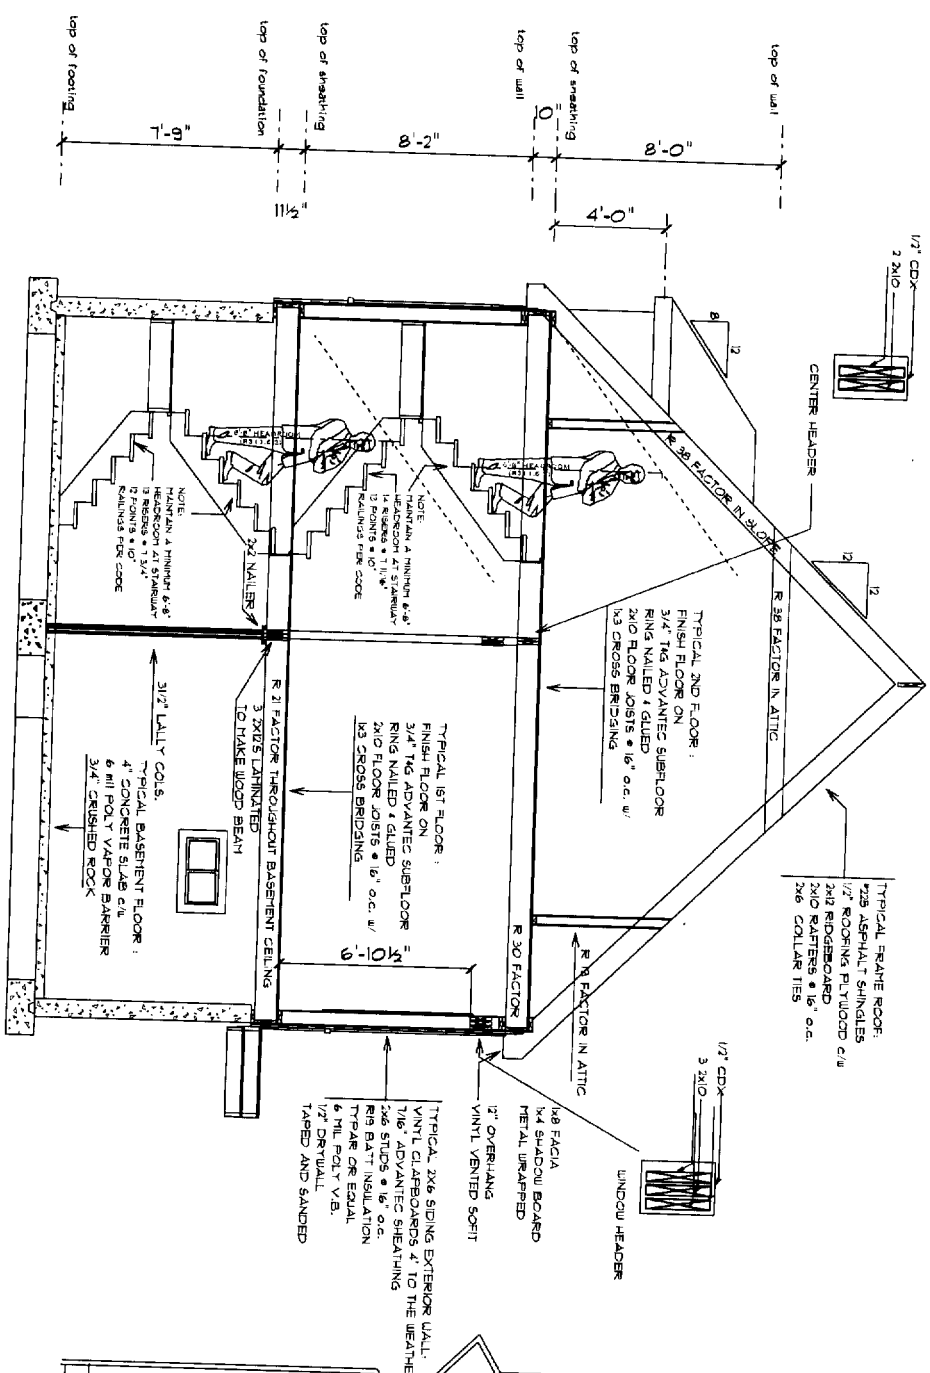 top of wall
top of sheathing
top of wall
top of sheathing
top of foundation
top of footing
8'-0"
10"
8'-2"
7'-9"
11½"
4'-0"
1/2" CDX
2 2x10
CENTER HEADER
8
12
12
12
R 38 FACTOR IN SLOPE
R 38 FACTOR IN ATTIC
TYPICAL FRAME ROOF:
#225 ASPHALT SHINGLES
1/2" ROOFING PLYWOOD c/w
2x12 RIDGEBOARD
2x10 RAFTERS @ 16" o.c.
2x6 COLLAR TIES
TYPICAL 2ND FLOOR :
FINISH FLOOR ON
3/4" T&G ADVANTEC SUBFLOOR
RING NAILED & GLUED
2x10 FLOOR JOISTS @ 16" o.c. w/
1x3 CROSS BRIDGING
6'-8" HEADROOM
R 30 FACTOR
R 19 FACTOR IN ATTIC
1/2" CDX
3 2x10
WINDOW HEADER
1x8 FACIA
1x4 SHADOW BOARD
METAL WRAPPED
12" OVERHANG
VINYL VENTED SOFIT
NOTE:
MAINTAIN A MINIMUM 6'-8"
HEADROOM AT STAIRWAY
14 RISERS @ 7 11/16"
13 POINTS @ 10"
RAILINGS PER CODE
TYPICAL 1ST FLOOR :
FINISH FLOOR ON
3/4" T&G ADVANTEC SUBFLOOR
RING NAILED & GLUED
2x10 FLOOR JOISTS @ 16" o.c. w/
1x3 CROSS BRIDGING
6'-10½"
TYPICAL 2X6 SIDING EXTERIOR WALL:
VINYL CLAPBOARDS 4' TO THE WEATHE
7/16" ADVANTEC SHEATHING
2X6 STUDS @ 16" o.c.
R19 BATT INSULATION
TYPAR OR EQUAL
6 MIL POLY V.B.
1/2" DRYWALL
TAPED AND SANDED
6'-8" HEADROOM
2x2 NAILER
R 21 FACTOR THROUGHOUT BASEMENT CEILING
3 2X12'S LAMINATED
TO MAKE WOOD BEAM
NOTE:
MAINTAIN A MINIMUM 6'-8"
HEADROOM AT STAIRWAY
13 RISERS @ 7 3/4"
12 POINTS @ 10"
RAILINGS PER CODE
3 1/2" LALLY COLS.
TYPICAL BASEMENT FLOOR :
4" CONCRETE SLAB c/w
6 mil POLY VAPOR BARRIER
3/4" CRUSHED ROCK